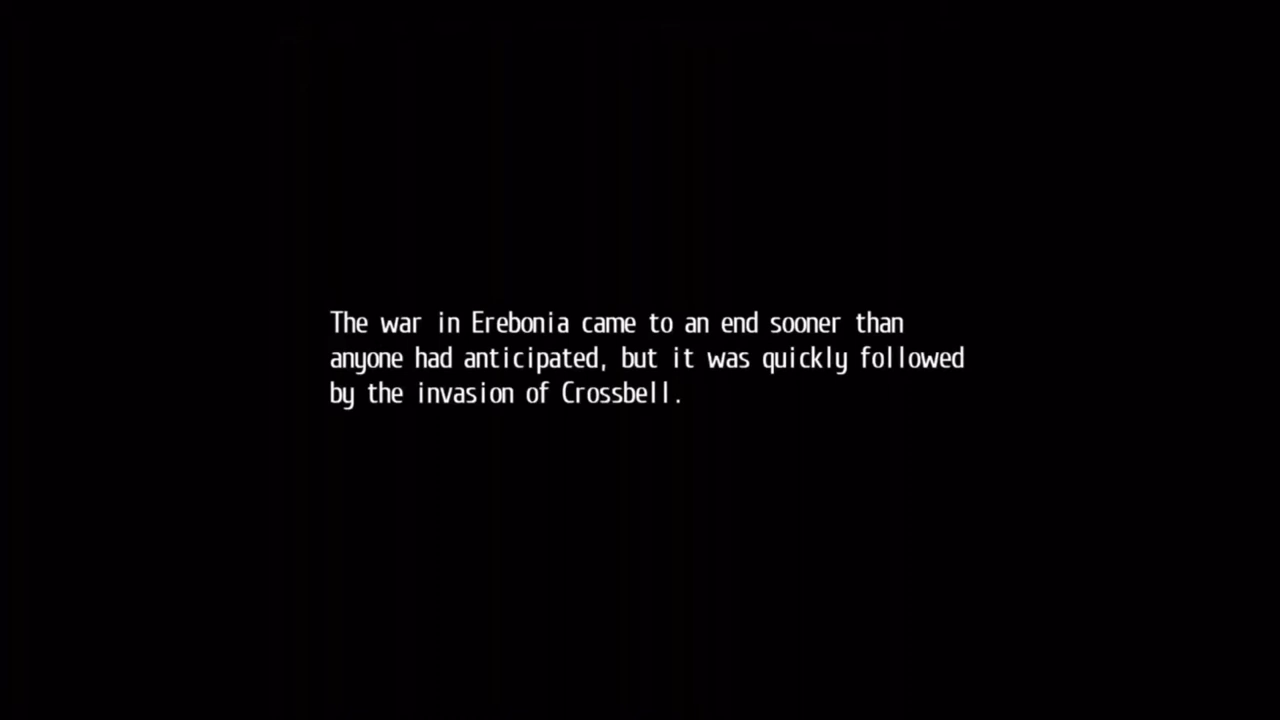 The war in Erebonia came to an end sooner than
anyone had anticipated, but it was quickly followed
by the invasion of Crossbell.